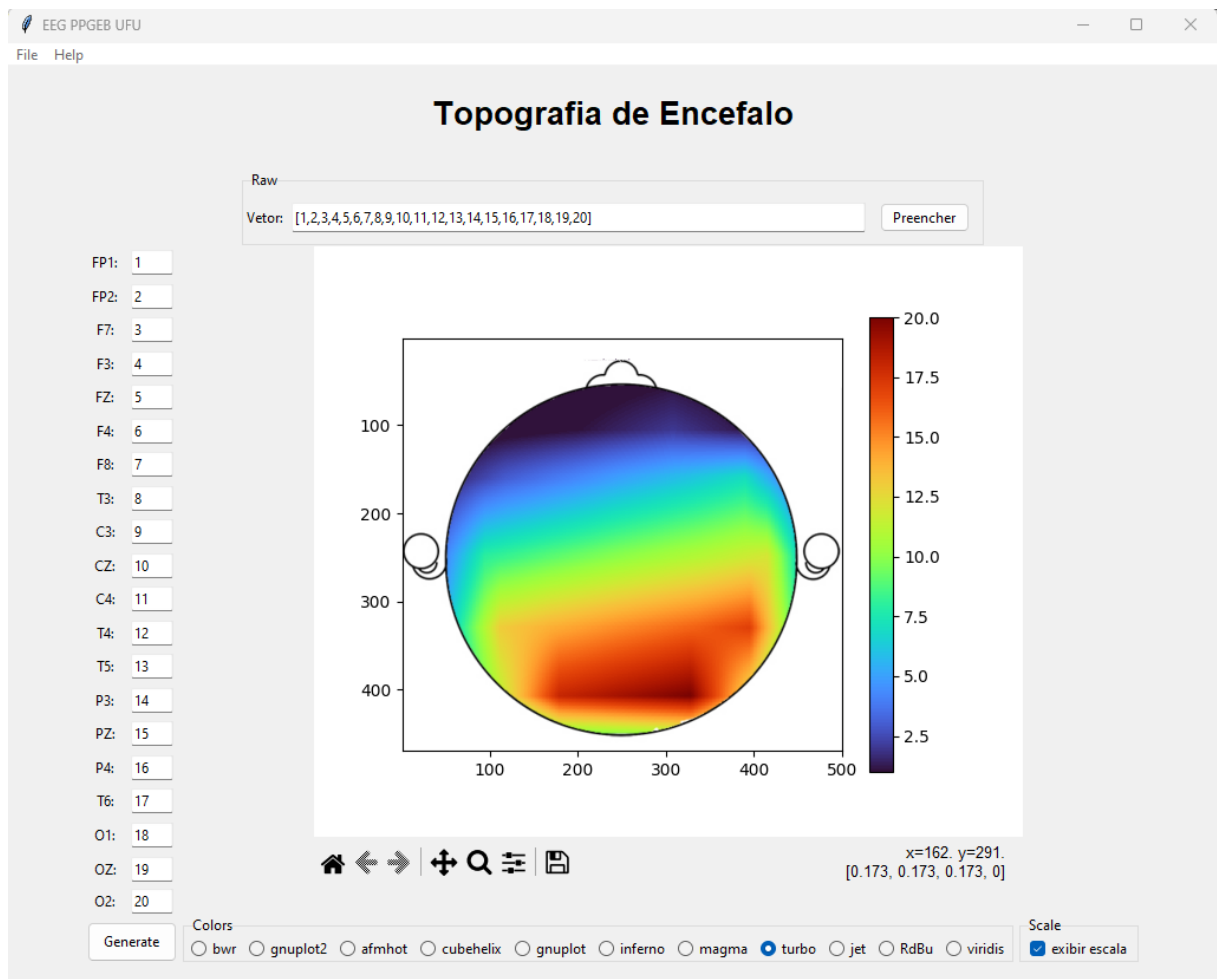 EEG PPGEB UFU
File Help
Topografia de Encefalo
Raw
Vetor: [1,2,3,4,5,6,7,8,9,10,11,12,13,14,15,16,17,18,19,20] Preencher
FP1: 1
FP2: 2
F7: 3
F3: 4
FZ: 5
F4: 6
F8: 7
T3: 8
C3: 9
CZ: 10
C4: 11
T4: 12
T5: 13
P3: 14
PZ: 15
P4: 16
T6: 17
O1: 18
OZ: 19
O2: 20
100
200
300
400
100 200 300 400 500
20.0
17.5
15.0
12.5
10.0
7.5
5.0
2.5
x=162. y=291.
[0.173, 0.173, 0.173, 0]
Generate
Colors
bwr gnuplot2 afmhot cubehelix gnuplot inferno magma turbo jet RdBu viridis
Scale
exibir escala